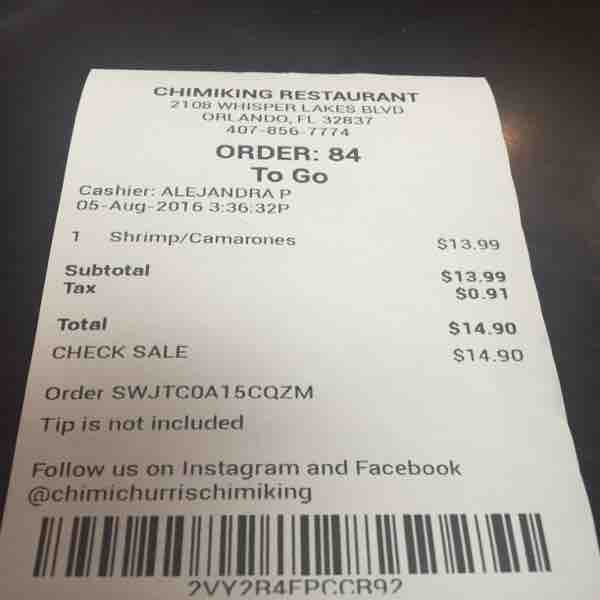 CHIMIKING RESTAURANT
2108 WHISPER LAKES BLVD
ORLANDO, FL 32837
407-856-7774
ORDER: 84
To Go
Cashier: ALEJANDRA P
05-Aug-2016 3:36:32P
1 Shrimp/Camarones $13.99
Subtotal $13.99
Tax $0.91
Total $14.90
CHECK SALE $14.90
Order SWJTC0A15CQZM
Tip is not included
Follow us on Instagram and Facebook
@chimichurrischimiking
2VY2R4FPCCR92